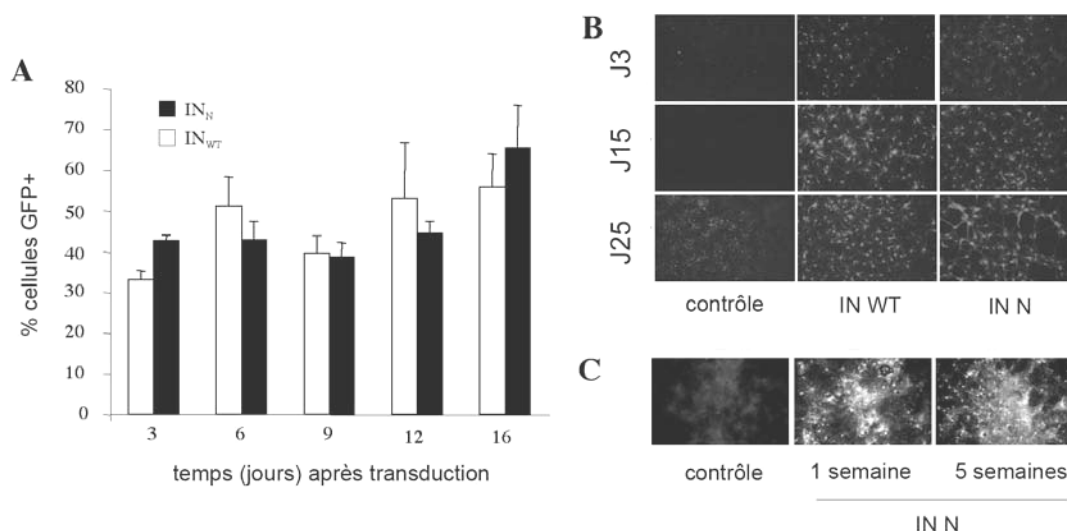 A
80
70
60
50
40
30
20
10
0
% cellules GFP+
IN_N
IN_WT
3 6 9 12 16
temps (jours) après transduction
B
J3
J15
J25
contrôle IN WT IN N
C
contrôle 1 semaine 5 semaines
IN N